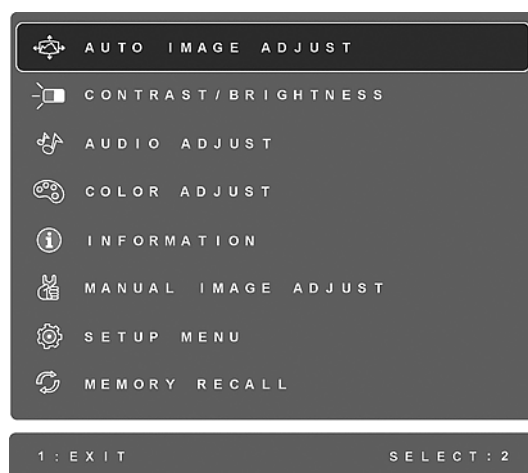 AUTO IMAGE ADJUST
CONTRAST/BRIGHTNESS
AUDIO ADJUST
COLOR ADJUST
INFORMATION
MANUAL IMAGE ADJUST
SETUP MENU
MEMORY RECALL
1:EXIT SELECT:2